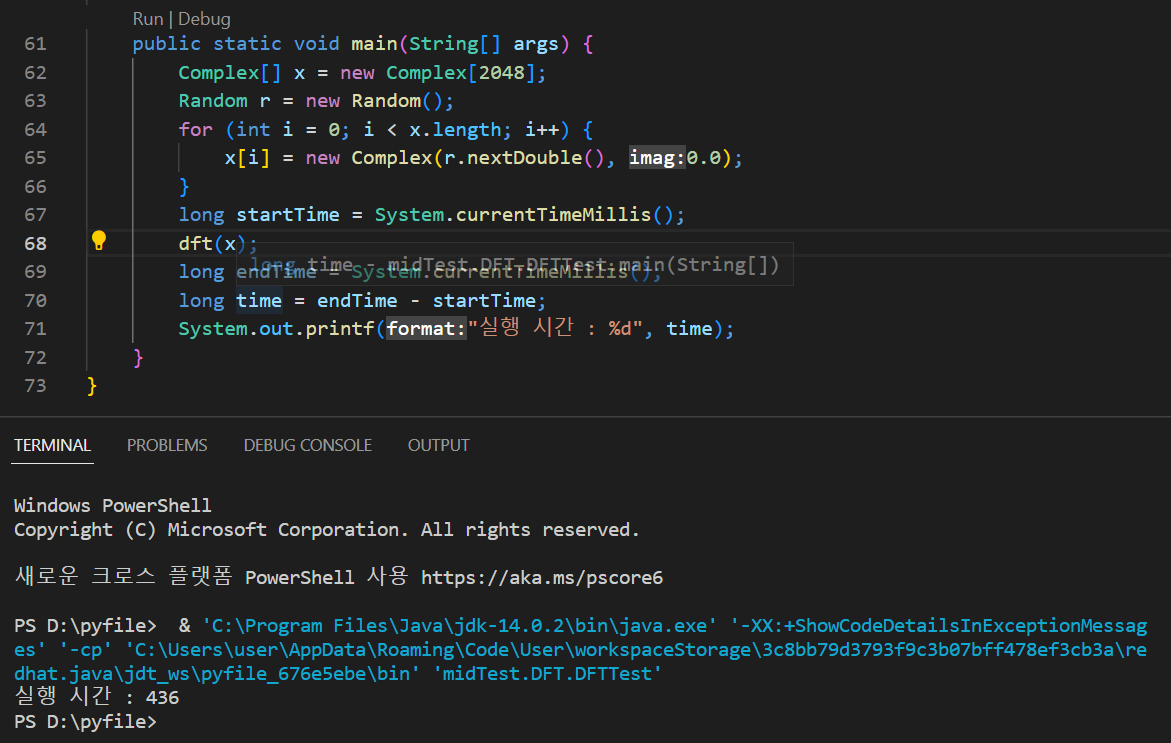 Run | Debug
61 public static void main(String[] args) {
62 Complex[] x = new Complex[2048];
63 Random r = new Random();
64 for (int i = 0; i < x.length; i++) {
65 x[i] = new Complex(r.nextDouble(), imag:0.0);
66 }
67 long startTime = System.currentTimeMillis();
68 dft(x);
long time - midTest.DFT.DFTTest.main(String[])
69 long endTime = System.currentTimeMillis();
70 long time = endTime - startTime;
71 System.out.printf(format:"실행 시간 : %d", time);
72 }
73 }
TERMINAL PROBLEMS DEBUG CONSOLE OUTPUT
Windows PowerShell
Copyright (C) Microsoft Corporation. All rights reserved.
새로운 크로스 플랫폼 PowerShell 사용 https://aka.ms/pscore6
PS D:\pyfile>  & 'C:\Program Files\Java\jdk-14.0.2\bin\java.exe' '-XX:+ShowCodeDetailsInExceptionMessag
es' '-cp' 'C:\Users\user\AppData\Roaming\Code\User\workspaceStorage\3c8bb79d3793f9c3b07bff478ef3cb3a\re
dhat.java\jdt_ws\pyfile_676e5ebe\bin' 'midTest.DFT.DFTTest'
실행 시간 : 436
PS D:\pyfile>